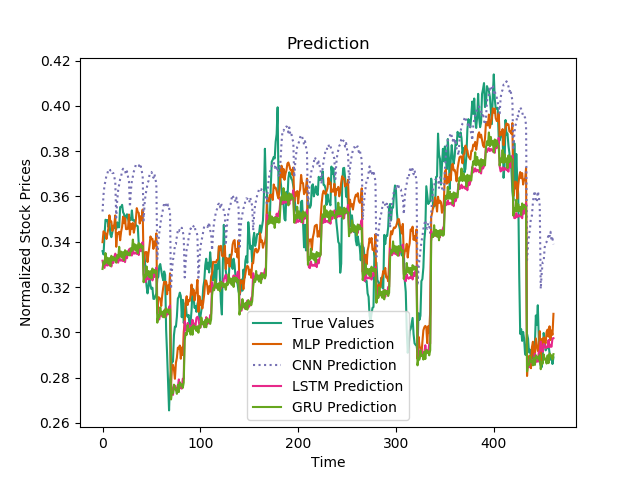 Prediction
Normalized Stock Prices
0.42
0.40
0.38
0.36
0.34
0.32
0.30
0.28
0.26
True Values
MLP Prediction
CNN Prediction
LSTM Prediction
GRU Prediction
0
100
200
300
400
Time